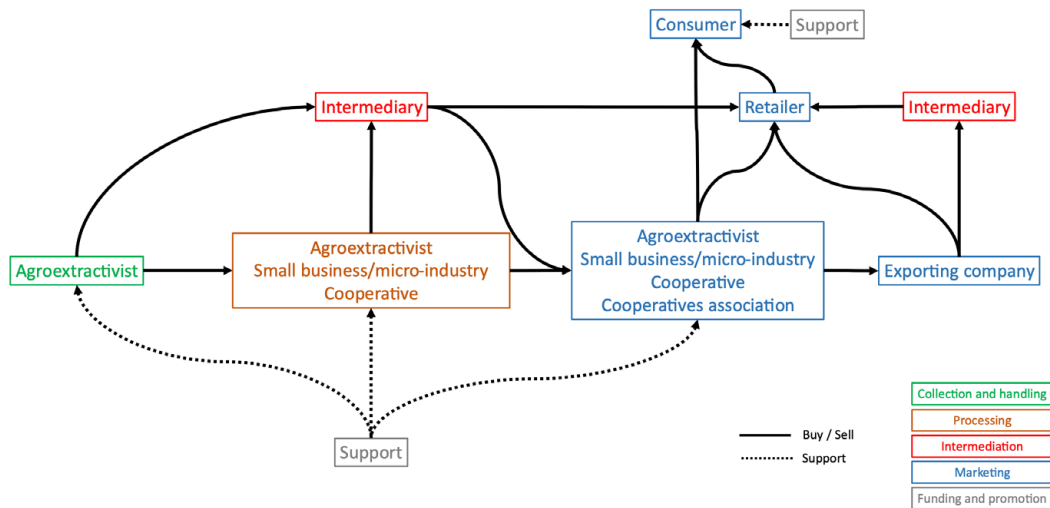 Consumer
Support
Intermediary
Retailer
Intermediary
Agroextractivist
Agroextractivist
Small business/micro-industry
Cooperative
Agroextractivist
Small business/micro-industry
Cooperative
Cooperatives association
Exporting company
Support
Buy / Sell
Support
Collection and handling
Processing
Intermediation
Marketing
Funding and promotion